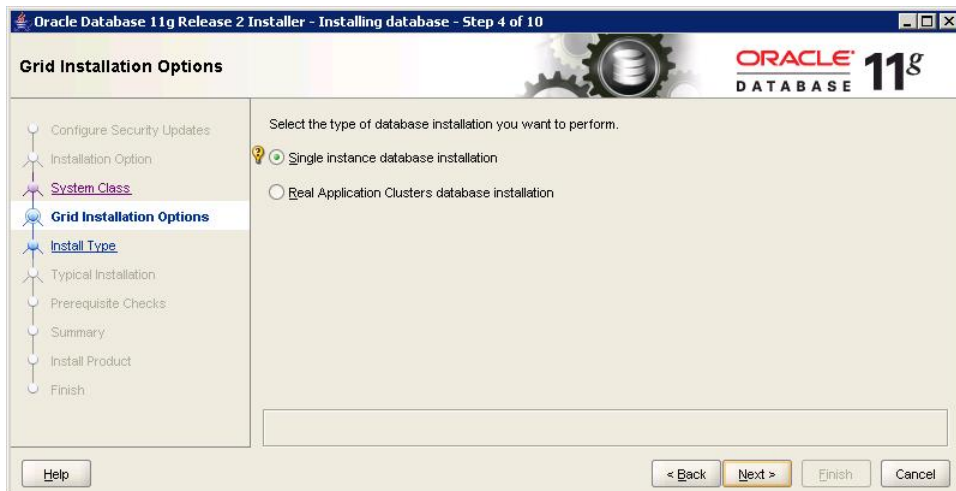 Oracle Database 11g Release 2 Installer - Installing database - Step 4 of 10
Grid Installation Options
ORACLE
DATABASE
11g
Configure Security Updates
Installation Option
System Class
Grid Installation Options
Install Type
Typical Installation
Prerequisite Checks
Summary
Install Product
Finish
Select the type of database installation you want to perform.
Single instance database installation
Real Application Clusters database installation
Help
< Back
Next >
Finish
Cancel